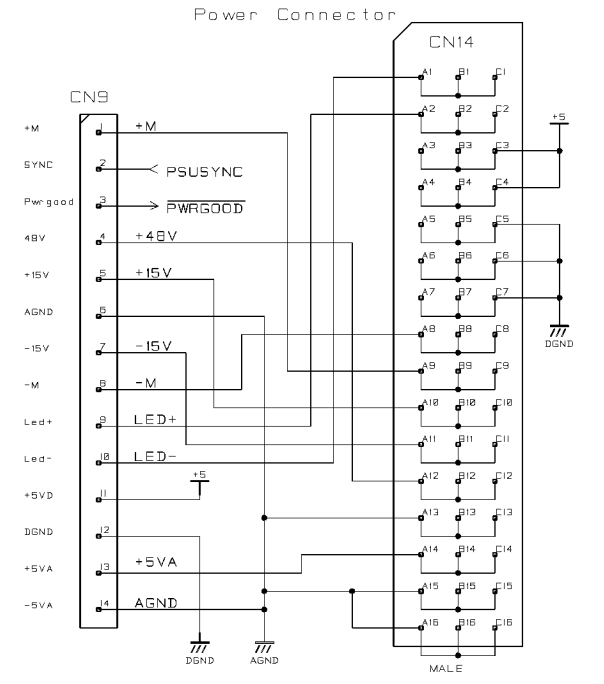 Power Connector
CN14
CN9
A1 B1 C1
A2 B2 C2
+5
+M 1 +M
A3 B3 C3
SYNC 2 PSUSYNC
A4 B4 C4
Pwrgood 3 PWRGOOD
A5 B5 C5
48V 4 +48V
A6 B6 C6
+15V 5 +15V
A7 B7 C7
AGND 6
A8 B8 C8
DGND
-15V 7 -15V
A9 B9 C9
-M 8 -M
A10 B10 C10
Led+ 9 LED+
A11 B11 C11
Led- 10 LED-
A12 B12 C12
+5
+5VD 11
A13 B13 C13
DGND 12
A14 B14 C14
+5VA 13 +5VA
A15 B15 C15
-5VA 14 AGND
A16 B16 C16
DGND
AGND
MALE